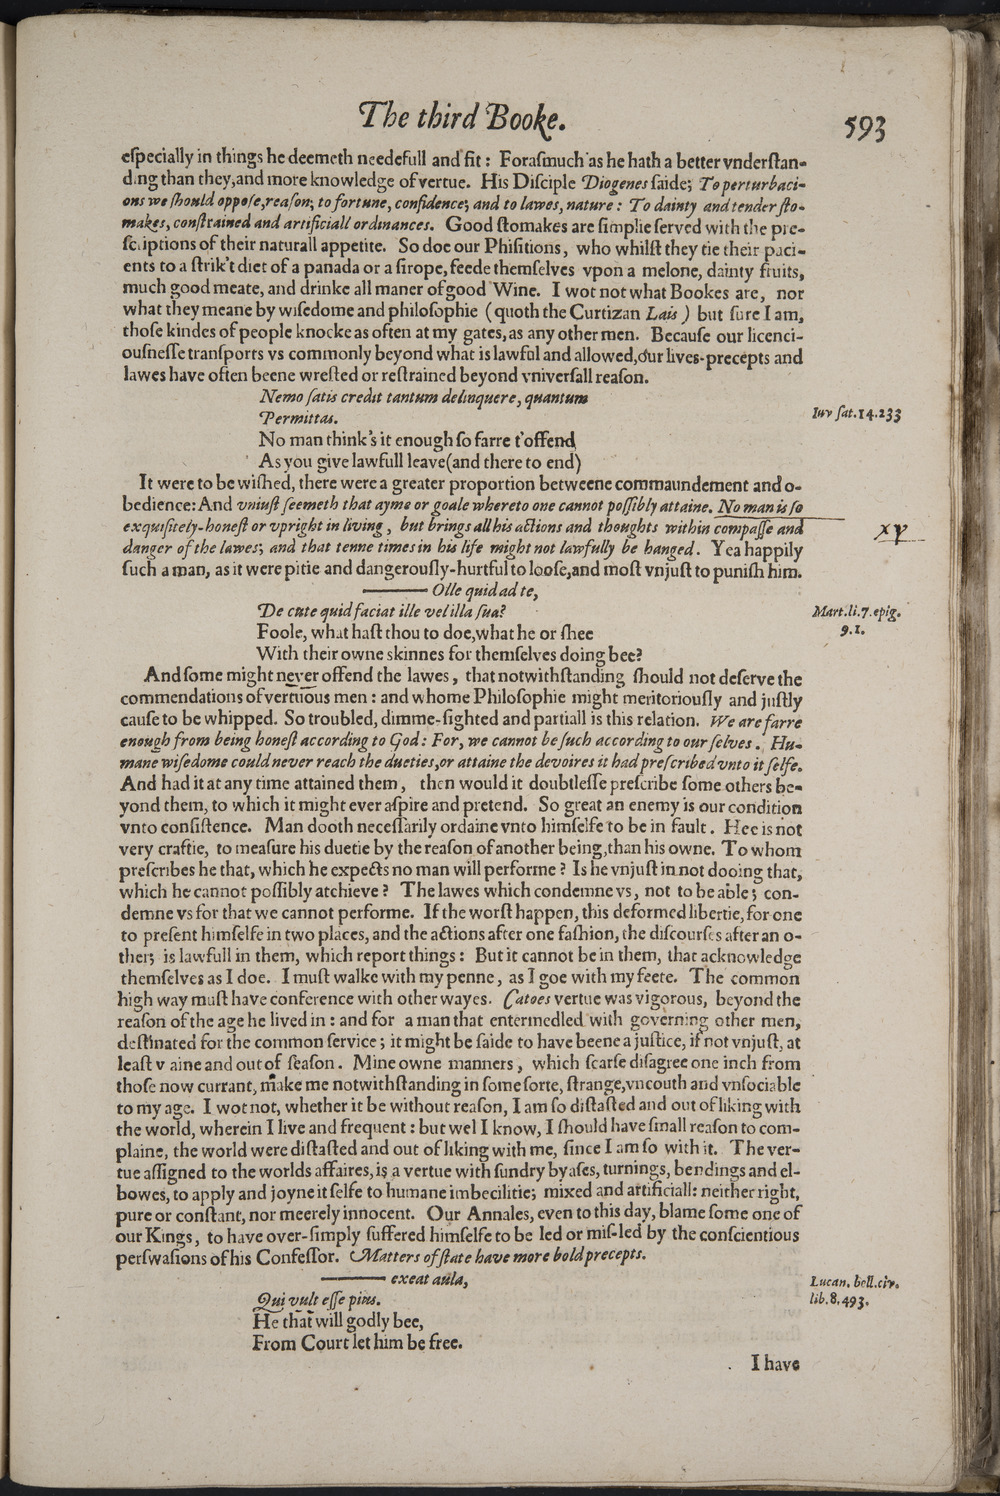 The third Booke.
593
eſpecially in things he deemeth needefull and fit : Foraſmuch as he hath a better vnderſtan-
ding than they,and more knowledge of vertue. His Diſciple Diogenes ſaide; To perturbaci-
ons we ſhould oppoſe,reaſon; to fortune, confidence; and to lawes, nature : To dainty and tender ſto-
makes, conſtrained and artificiall ordinances. Good ſtomakes are ſimplie ſerved with the pre-
ſcriptions of their naturall appetite. So doe our Phiſitions, who whilſt they tie their paci-
ents to a ſtrik't diet of a panada or a ſirope, feede themſelves vpon a melone, dainty fruits,
much good meate, and drinke all maner of good Wine. I wot not what Bookes are, nor
what they meane by wiſedome and philoſophie ( quoth the Curtizan Lais ) but ſure I am,
thoſe kindes of people knocke as often at my gates, as any other men. Becauſe our licenci-
ouſneſſe tranſports vs commonly beyond what is lawful and allowed,our lives-precepts and
lawes have often beene wreſted or reſtrained beyond vniverſall reaſon.
Nemo ſatis credit tantum delinquere, quantum
Permittas.
Iuv ſat.14.233
No man think's it enough ſo farre t'offend
As you give lawfull leave(and there to end)
It were to be wiſhed, there were a greater proportion betweene commaundement and o-
bedience: And vniuſt ſeemeth that ayme or goale whereto one cannot poſſibly attaine. No man is ſo
exquiſitely-honeſt or vpright in living, but brings all his actions and thoughts within compaſſe and
danger of the lawes; and that tenne times in his life might not lawfully be hanged. Yea happily
ſuch a man, as it were pitie and dangerouſly-hurtful to looſe,and moſt vnjuſt to puniſh him.
——— Olle quid ad te,
De cute quid faciat ille vel illa ſua?
Mart.li.7.epig.
9.1.
Foole, what haſt thou to doe,what he or ſhee
With their owne skinnes for themſelves doing bee?
And ſome might never offend the lawes, that notwithſtanding ſhould not deſerve the
commendations of vertuous men : and whome Philoſophie might meritoriouſly and juſtly
cauſe to be whipped. So troubled, dimme-ſighted and partiall is this relation. We are farre
enough from being honeſt according to God: For, we cannot be ſuch according to our ſelves. Hu-
mane wiſedome could never reach the dueties,or attaine the devoires it had preſcribed vnto it ſelfe.
And had it at any time attained them, then would it doubtleſſe preſcribe ſome others be-
yond them, to which it might ever aſpire and pretend. So great an enemy is our condition
vnto conſiſtence. Man dooth neceſſarily ordaine vnto himſelfe to be in fault. Hee is not
very craftie, to meaſure his duetie by the reaſon of another being,than his owne. To whom
preſcribes he that, which he expects no man will performe ? Is he vnjuſt in not dooing that,
which he cannot poſſibly atchieve ? The lawes which condemne vs, not to be able; con-
demne vs for that we cannot performe. If the worſt happen, this deformed libertie, for one
to preſent himſelfe in two places, and the actions after one faſhion, the diſcourſes after an o-
ther; is lawfull in them, which report things : But it cannot be in them, that acknowledge
themſelves as I doe. I muſt walke with my penne, as I goe with my feete. The common
high way muſt have conference with other wayes. Catoes vertue was vigorous, beyond the
reaſon of the age he lived in : and for a man that entermedled with governing other men,
deſtinated for the common ſervice; it might be ſaide to have beene a juſtice, if not vnjuſt, at
leaſt v aine and out of ſeaſon. Mine owne manners, which ſcarſe diſagree one inch from
thoſe now currant, make me notwithſtanding in ſome ſorte, ſtrange,vncouth and vnſociable
to my age. I wot not, whether it be without reaſon, I am ſo diſtaſted and out of liking with
the world, wherein I live and frequent : but wel I know, I ſhould have ſmall reaſon to com-
plaine, the world were diſtaſted and out of liking with me, ſince I am ſo with it. The ver-
tue aſſigned to the worlds affaires, is a vertue with ſundry byaſes, turnings, bendings and el-
bowes, to apply and joyne it ſelfe to humane imbecilitie; mixed and artificiall: neither right,
pure or conſtant, nor meerely innocent. Our Annales, even to this day, blame ſome one of
our Kings, to have over-ſimply ſuffered himſelfe to be led or miſ-led by the conſcientious
perſwaſions of his Confeſſor. Matters of ſtate have more bold precepts.
——— exeat aûla,
Qui vult eſſe pius.
Lucan. bell.civ.
lib.8.493.
He that will godly bee,
From Court let him be free.
I have